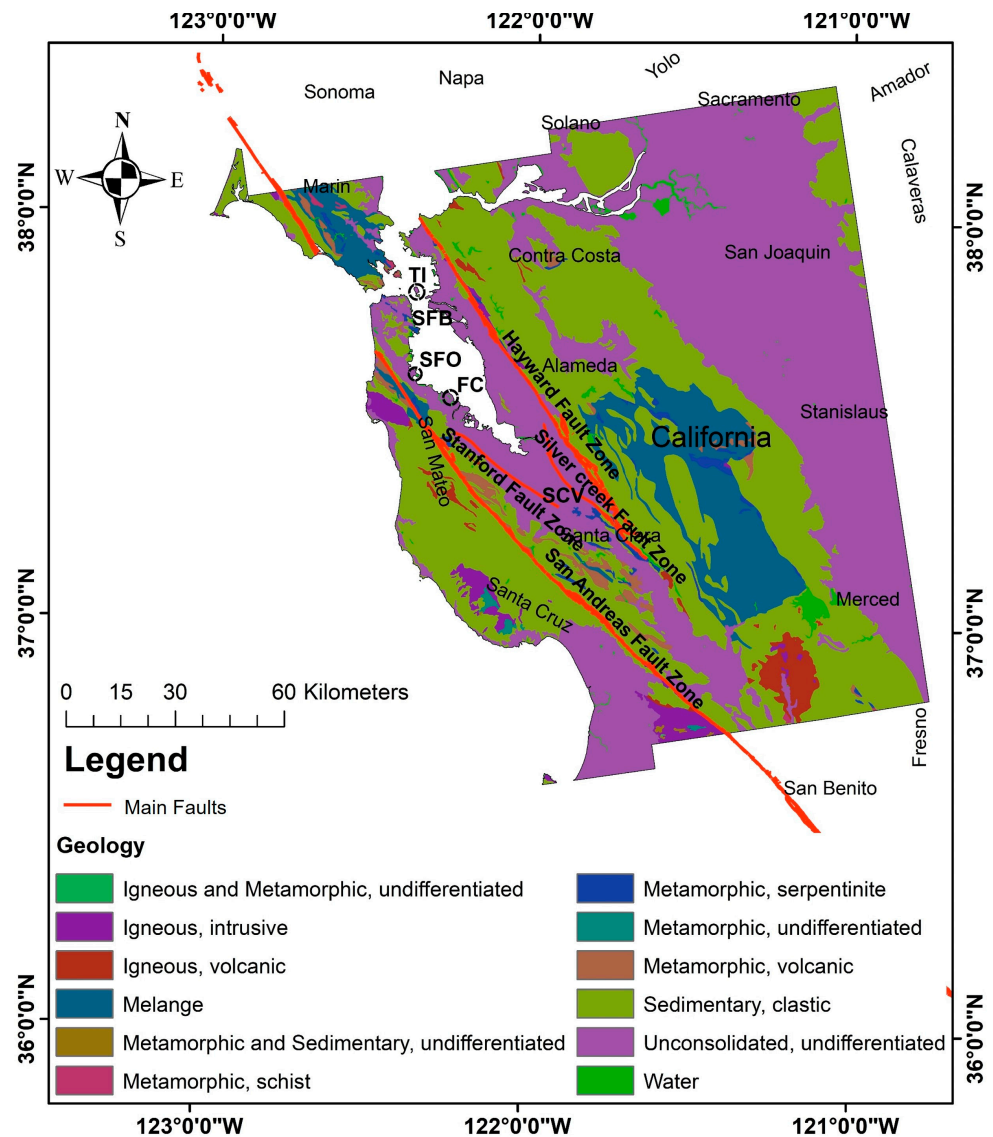 123°0'0"W 122°0'0"W 121°0'0"W
Yolo
Napa
Amador
Sonoma
Sacramento
Solano
N
W E
S
Calaveras
Marin
38°0'0"N
38°0'0"N
San Joaquin
Contra Costa
TI
SFB
SFO
Hayward Fault Zone
Alameda
FC
Stanislaus
California
San Mateo
Stanford Fault Zone
Silver creek Fault Zone
SCV
Santa Clara
San Andreas Fault Zone
Santa Cruz
Merced
37°0'0"N
37°0'0"N
0 15 30 60 Kilometers
Fresno
Legend
San Benito
Main Faults
Geology
Igneous and Metamorphic, undifferentiated
Igneous, intrusive
Igneous, volcanic
Melange
Metamorphic and Sedimentary, undifferentiated
Metamorphic, schist
Metamorphic, serpentinite
Metamorphic, undifferentiated
Metamorphic, volcanic
Sedimentary, clastic
Unconsolidated, undifferentiated
Water
36°0'0"N
36°0'0"N
123°0'0"W 122°0'0"W 121°0'0"W